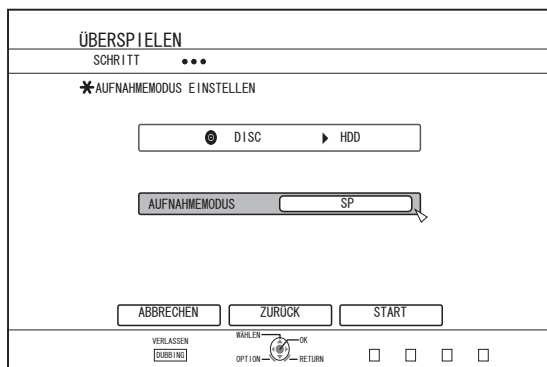 ÜBERSPIELEN
SCHRITT
AUFNAHMEMODUS EINSTELLEN
DISC HDD
AUFNAHMEMODUS SP
ABBRECHEN ZURÜCK START
VERLASSEN WÄHLEN OK
DUBBING OPTION RETURN